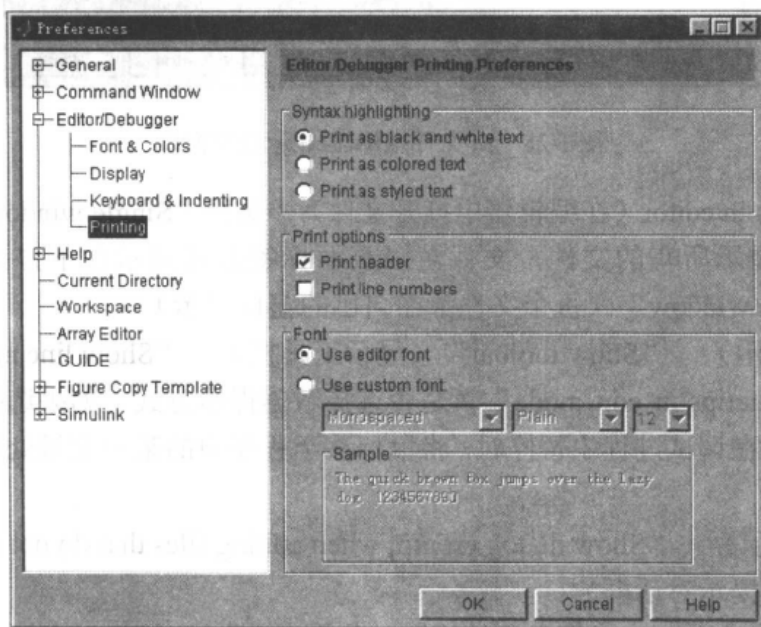 Preferences
General
Command Window
Editor/Debugger
Font & Colors
Display
Keyboard & Indenting
Printing
Help
Current Directory
Workspace
Array Editor
GUIDE
Figure Copy Template
Simulink
Editor/Debugger Printing Preferences
Syntax highlighting
Print as black and white text
Print as colored text
Print as styled text
Print options
Print header
Print line numbers
Font
Use editor font
Use custom font
Monospaced
Plain
12
Sample
The quick brown fox jumps over the lazy
dog. 1234567890
OK
Cancel
Help